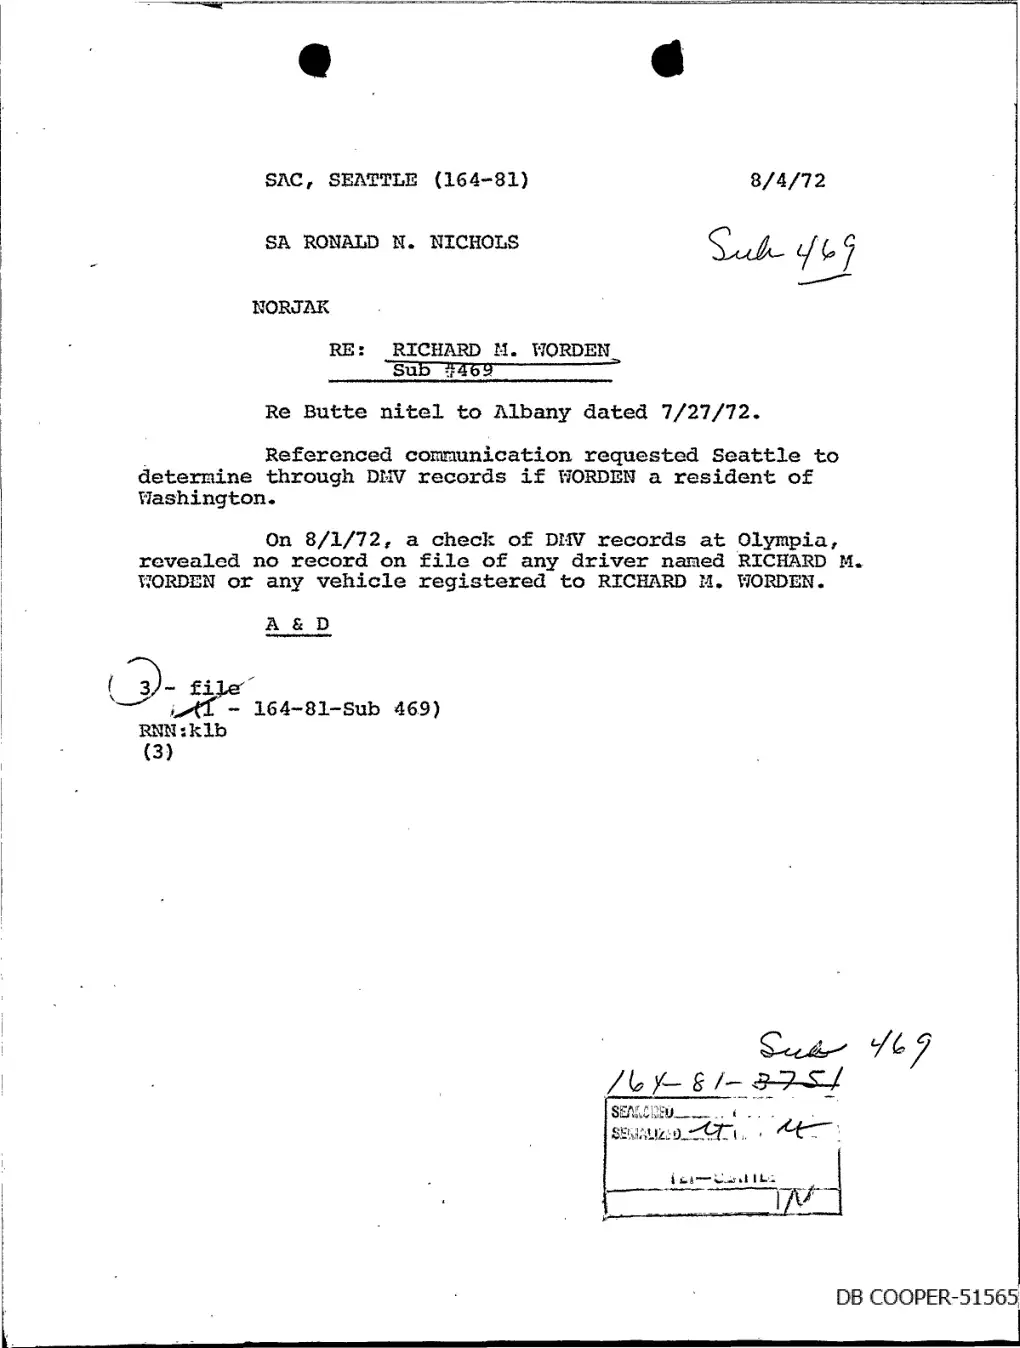 SAC, SEATTLE (164-81) 8/4/72
SA RONALD N. NICHOLS
Sub 469
NORJAK
RE: RICHARD M. WORDEN
Sub #469
Re Butte nitel to Albany dated 7/27/72.
Referenced communication requested Seattle to
determine through DMV records if WORDEN a resident of
Washington.
On 8/1/72, a check of DMV records at Olympia,
revealed no record on file of any driver named RICHARD M.
WORDEN or any vehicle registered to RICHARD M. WORDEN.
A & D
3 - file
(1 - 164-81-Sub 469)
RNN:klb
(3)
Sub 469
164-81-3751
SEARCHED
SERIALIZED
DB COOPER-51565